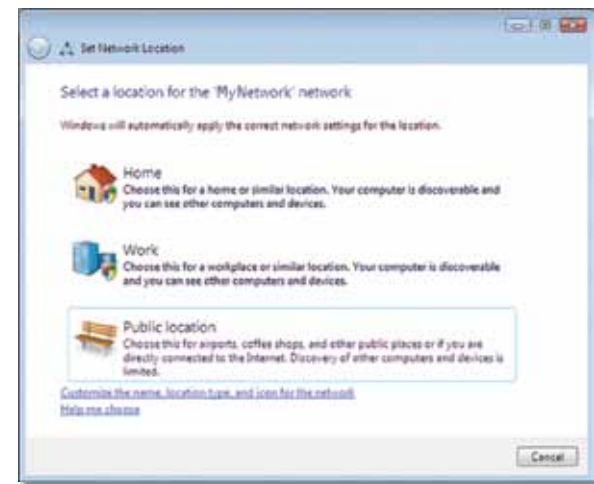 Set Network Location
Select a location for the 'MyNetwork' network
Windows will automatically apply the correct network settings for the location.
Home
Choose this for a home or similar location. Your computer is discoverable and
you can see other computers and devices.
Work
Choose this for a workplace or similar location. Your computer is discoverable
and you can see other computers and devices.
Public location
Choose this for airports, coffee shops, and other public places or if you are
directly connected to the Internet. Discovery of other computers and devices is
limited.
Customize the name, location type, and icon for the network
Help me choose
Cancel